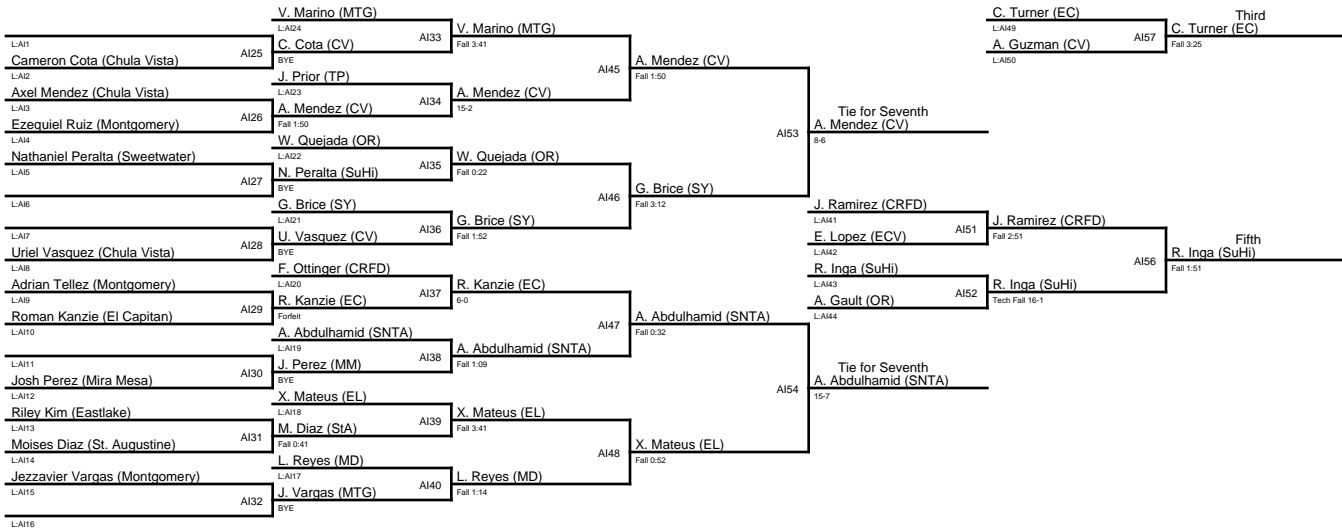 V. Marino (MTG)
L:AI24
L:AI1
AI25
C. Cota (CV)
BYE
Cameron Cota (Chula Vista)
L:AI2
AI33
V. Marino (MTG)
Fall 3:41
J. Prior (TP)
L:AI23
Axel Mendez (Chula Vista)
L:AI3
AI26
A. Mendez (CV)
Fall 1:50
Ezequiel Ruiz (Montgomery)
L:AI4
AI34
A. Mendez (CV)
15-2
AI45
A. Mendez (CV)
Fall 1:50
W. Quejada (OR)
L:AI22
Nathaniel Peralta (Sweetwater)
L:AI5
AI27
N. Peralta (SuHi)
BYE
L:AI6
AI35
W. Quejada (OR)
Fall 0:22
G. Brice (SY)
L:AI21
L:AI7
AI28
U. Vasquez (CV)
BYE
Uriel Vasquez (Chula Vista)
L:AI8
AI36
G. Brice (SY)
Fall 1:52
AI46
G. Brice (SY)
Fall 3:12
AI53
Tie for Seventh
A. Mendez (CV)
8-6
F. Ottinger (CRFD)
L:AI20
Adrian Tellez (Montgomery)
L:AI9
AI29
R. Kanzie (EC)
Forfeit
Roman Kanzie (El Capitan)
L:AI10
AI37
R. Kanzie (EC)
6-0
A. Abdulhamid (SNTA)
L:AI19
L:AI11
AI30
J. Perez (MM)
BYE
Josh Perez (Mira Mesa)
L:AI12
AI38
A. Abdulhamid (SNTA)
Fall 1:09
AI47
A. Abdulhamid (SNTA)
Fall 0:32
X. Mateus (EL)
L:AI18
Riley Kim (Eastlake)
L:AI13
AI31
M. Diaz (StA)
Fall 0:41
Moises Diaz (St. Augustine)
L:AI14
AI39
X. Mateus (EL)
Fall 3:41
L. Reyes (MD)
L:AI17
Jezzavier Vargas (Montgomery)
L:AI15
AI32
J. Vargas (MTG)
BYE
L:AI16
AI40
L. Reyes (MD)
Fall 1:14
AI48
X. Mateus (EL)
Fall 0:52
AI54
Tie for Seventh
A. Abdulhamid (SNTA)
15-7
C. Turner (EC)
L:AI49
A. Guzman (CV)
L:AI50
AI57
Third
C. Turner (EC)
Fall 3:25
J. Ramirez (CRFD)
L:AI41
E. Lopez (ECV)
L:AI42
AI51
J. Ramirez (CRFD)
Fall 2:51
R. Inga (SuHi)
L:AI43
A. Gault (OR)
L:AI44
AI52
R. Inga (SuHi)
Tech Fall 16-1
AI56
Fifth
R. Inga (SuHi)
Fall 1:51